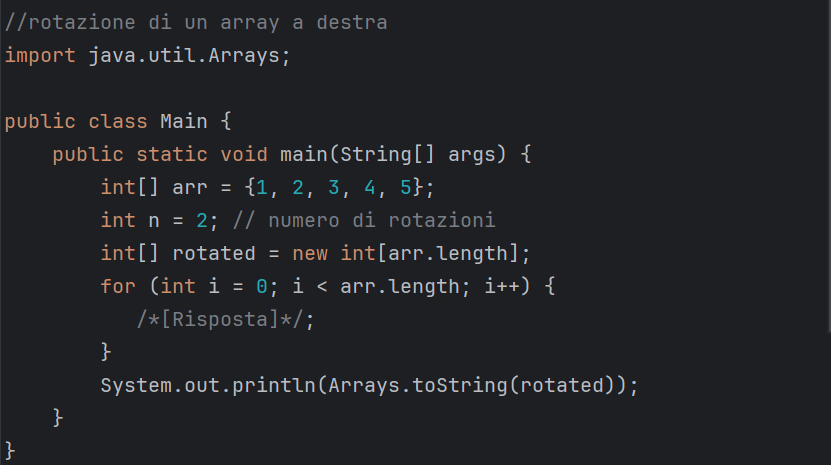 //rotazione di un array a destra
import java.util.Arrays;

public class Main {
    public static void main(String[] args) {
        int[] arr = {1, 2, 3, 4, 5};
        int n = 2; // numero di rotazioni
        int[] rotated = new int[arr.length];
        for (int i = 0; i < arr.length; i++) {
           /*[Risposta]*/;
        }
        System.out.println(Arrays.toString(rotated));
    }
}